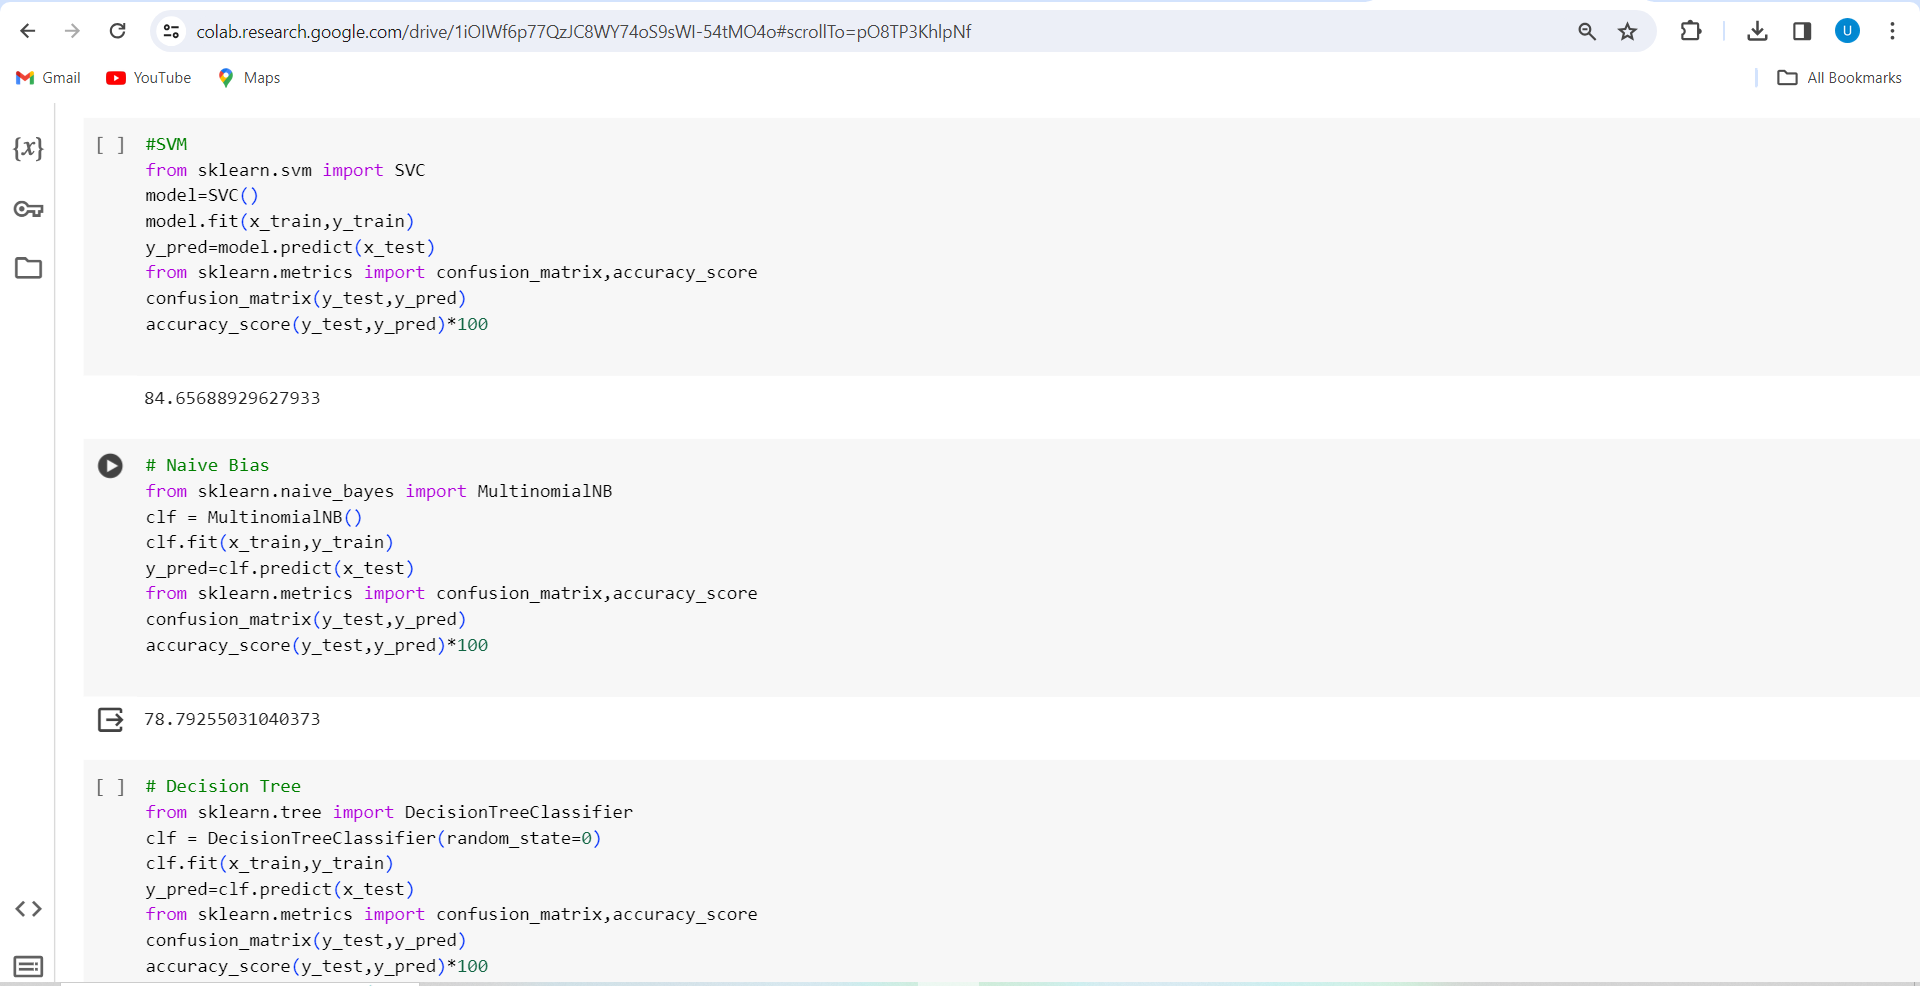 colab.research.google.com/drive/1iOIWf6p77QzJC8WY74oS9sWI-54tMO4o#scrollTo=pO8TP3KhlpNf
U
Gmail YouTube Maps All Bookmarks
{x}
[ ] #SVM
from sklearn.svm import SVC
model=SVC()
model.fit(x_train,y_train)
y_pred=model.predict(x_test)
from sklearn.metrics import confusion_matrix,accuracy_score
confusion_matrix(y_test,y_pred)
accuracy_score(y_test,y_pred)*100
84.65688929627933
# Naive Bias
from sklearn.naive_bayes import MultinomialNB
clf = MultinomialNB()
clf.fit(x_train,y_train)
y_pred=clf.predict(x_test)
from sklearn.metrics import confusion_matrix,accuracy_score
confusion_matrix(y_test,y_pred)
accuracy_score(y_test,y_pred)*100
78.79255031040373
[ ] # Decision Tree
from sklearn.tree import DecisionTreeClassifier
clf = DecisionTreeClassifier(random_state=0)
clf.fit(x_train,y_train)
y_pred=clf.predict(x_test)
from sklearn.metrics import confusion_matrix,accuracy_score
confusion_matrix(y_test,y_pred)
accuracy_score(y_test,y_pred)*100